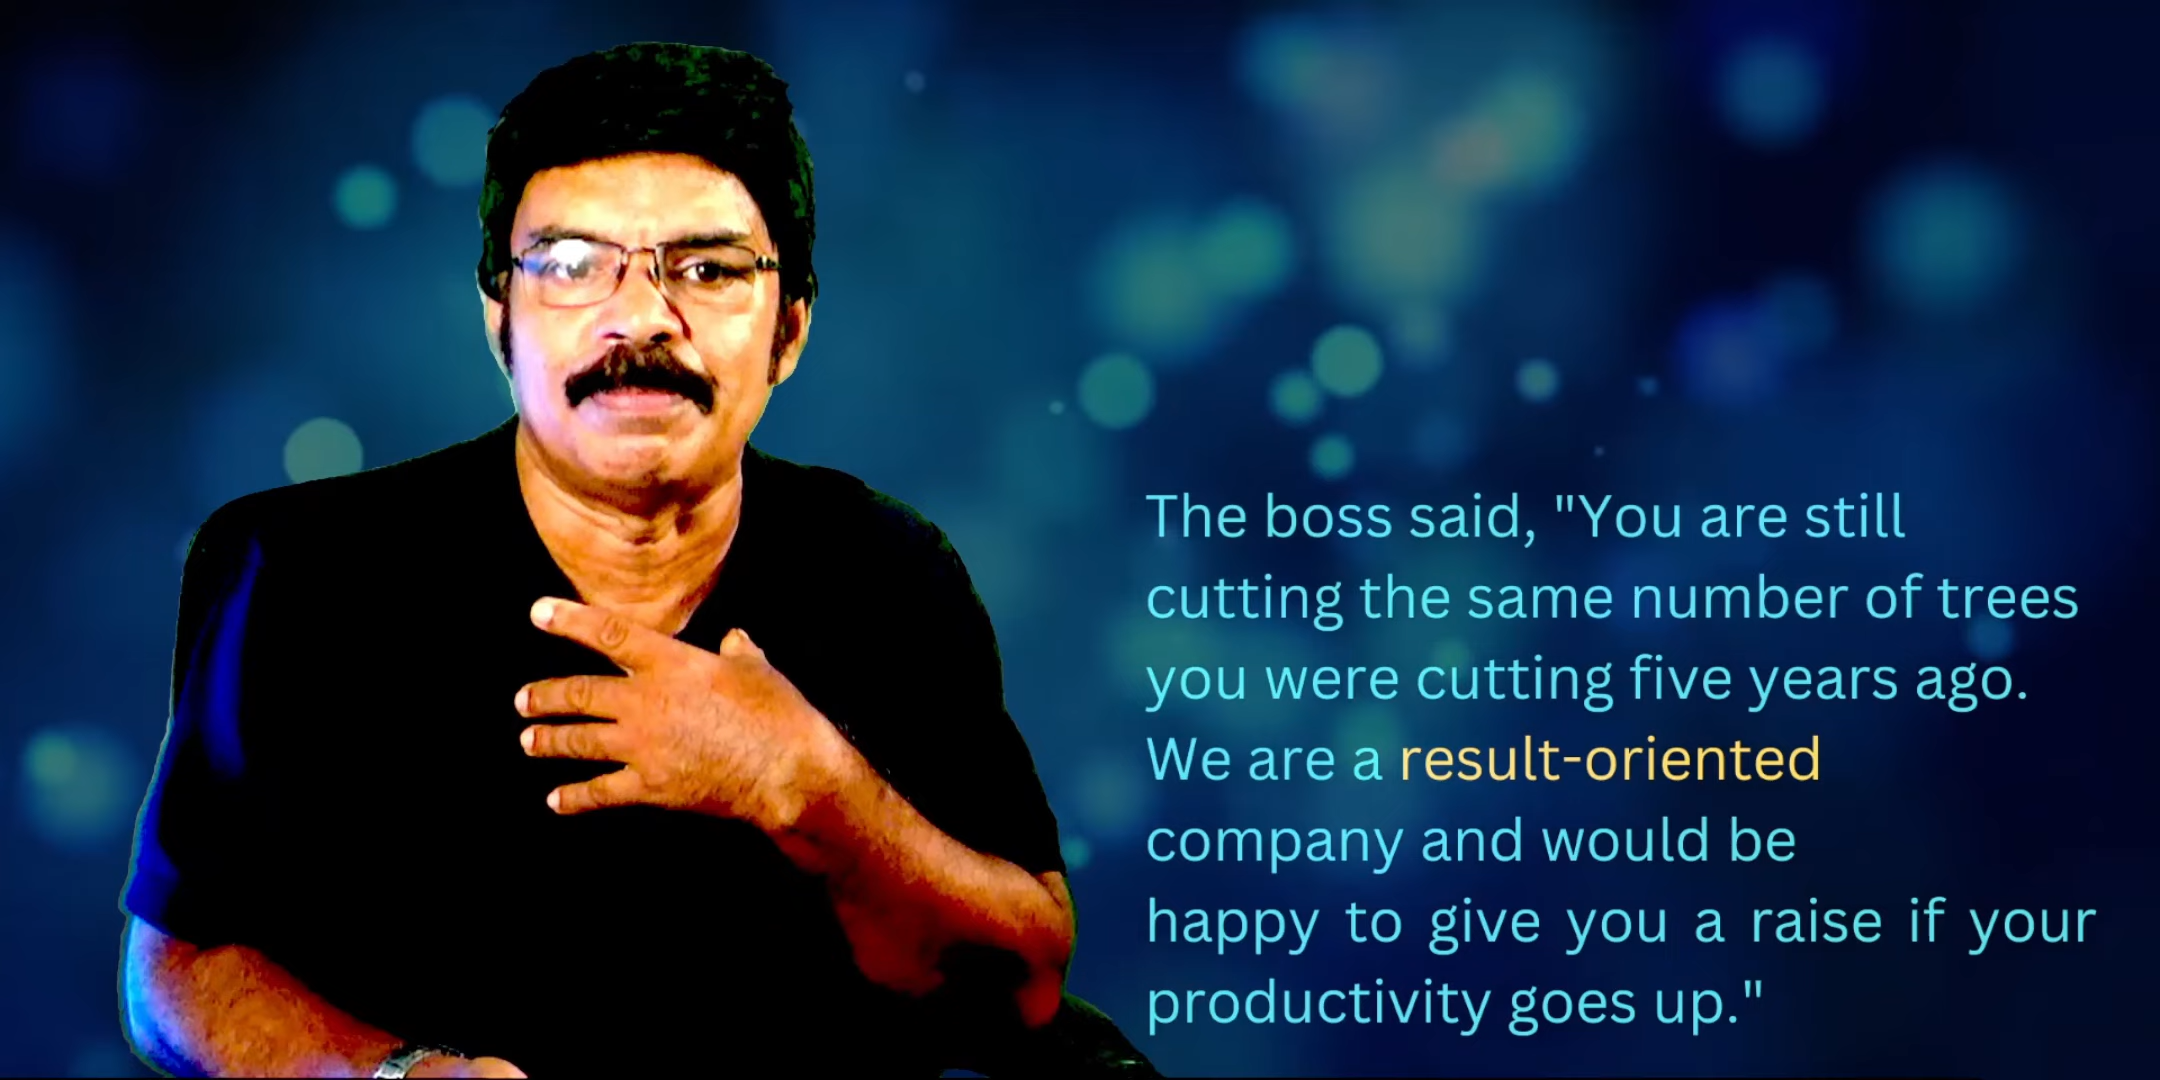 The boss said, "You are still
cutting the same number of trees
you were cutting five years ago.
We are a result-oriented
company and would be
happy to give you a raise if your
productivity goes up."